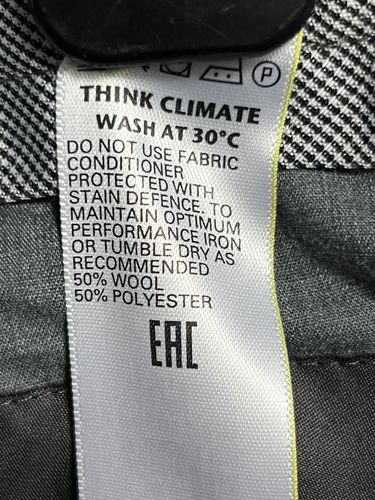 P
THINK CLIMATE
WASH AT 30°C
DO NOT USE FABRIC
CONDITIONER
PROTECTED WITH
STAIN DEFENCE, TO
MAINTAIN OPTIMUM
PERFORMANCE IRON
OR TUMBLE DRY AS
RECOMMENDED
50% WOOL
50% POLYESTER
EAC